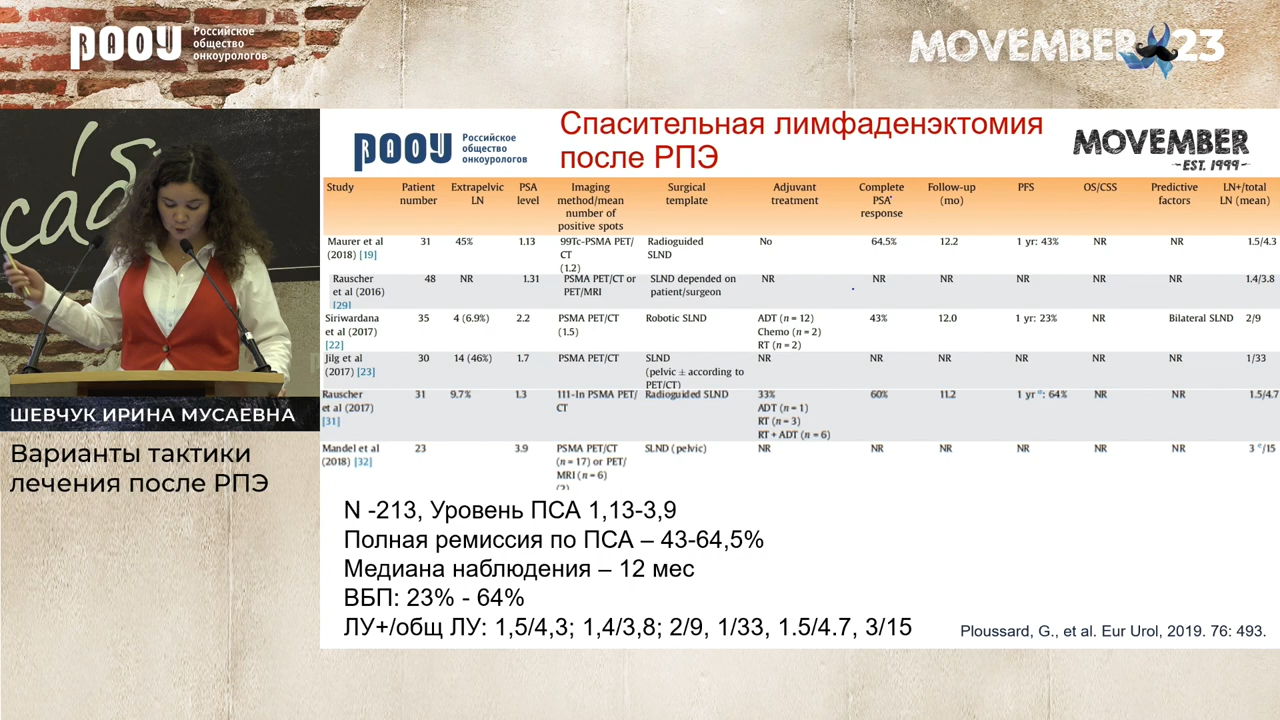 РАОУ
Российское
общество
онкоурологов
MOVEMBER 23
Спасительная лимфаденэктомия
после РПЭ
РАОУ
Российское
общество
онкоурологов
MOVEMBER
-EST. 1999-
Study Patient number Extrapelvic LN PSA level Imaging method/mean number of positive spots Surgical template Adjuvant treatment Complete PSA* response Follow-up (mo) PFS OS/CSS Predictive factors LN+/total LN (mean)
Maurer et al (2018) [19] 31 45% 1.13 99Tc-PSMA PET/CT (1.2) Radioguided SLND No 64.5% 12.2 1 yr: 43% NR NR 1.5/4.3
Rauscher et al (2016) [29] 48 NR 1.31 PSMA PET/CT or PET/MRI SLND depended on patient/surgeon NR NR NR NR NR NR 1.4/3.8
Siriwardana et al (2017) [22] 35 4 (6.9%) 2.2 PSMA PET/CT (1.5) Robotic SLND ADT (n = 12) Chemo (n = 2) RT (n = 2) 43% 12.0 1 yr: 23% NR Bilateral SLND 2/9
Jilg et al (2017) [23] 30 14 (46%) 1.7 PSMA PET/CT SLND (pelvic ± according to PET/CT) NR NR NR NR NR NR 1/33
Rauscher et al (2017) [31] 31 9.7% 1.3 111-In PSMA PET/CT Radioguided SLND 33% ADT (n = 1) RT (n = 3) RT + ADT (n = 6) 60% 11.2 1 yr : 64% NR NR 1.5/4.7
Mandel et al (2018) [32] 23 3.9 PSMA PET/CT (n = 17) or PET/MRI (n = 6) (2) SLND (pelvic) NR NR NR NR NR NR 3 /15
N -213, Уровень ПСА 1,13-3,9
Полная ремиссия по ПСА – 43-64,5%
Медиана наблюдения – 12 мес
ВБП: 23% - 64%
ЛУ+/общ ЛУ: 1,5/4,3; 1,4/3,8; 2/9, 1/33, 1.5/4.7, 3/15
Ploussard, G., et al. Eur Urol, 2019. 76: 493.
ШЕВЧУК ИРИНА МУСАЕВНА
Варианты тактики
лечения после РПЭ